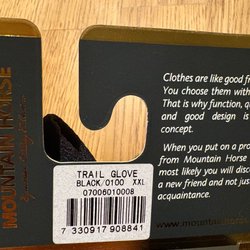 MOUNTAIN HORSE
Clothes are like good fr
You choose them with
That is why function, qu
and good design is
concept.
When you put on a pro
from Mountain Horse
most likely you will disc
a new friend and not jus
acquaintance.
www.mountainhorse
TRAIL GLOVE
BLACK/0100 XXL
07006010008
7 330917 908841